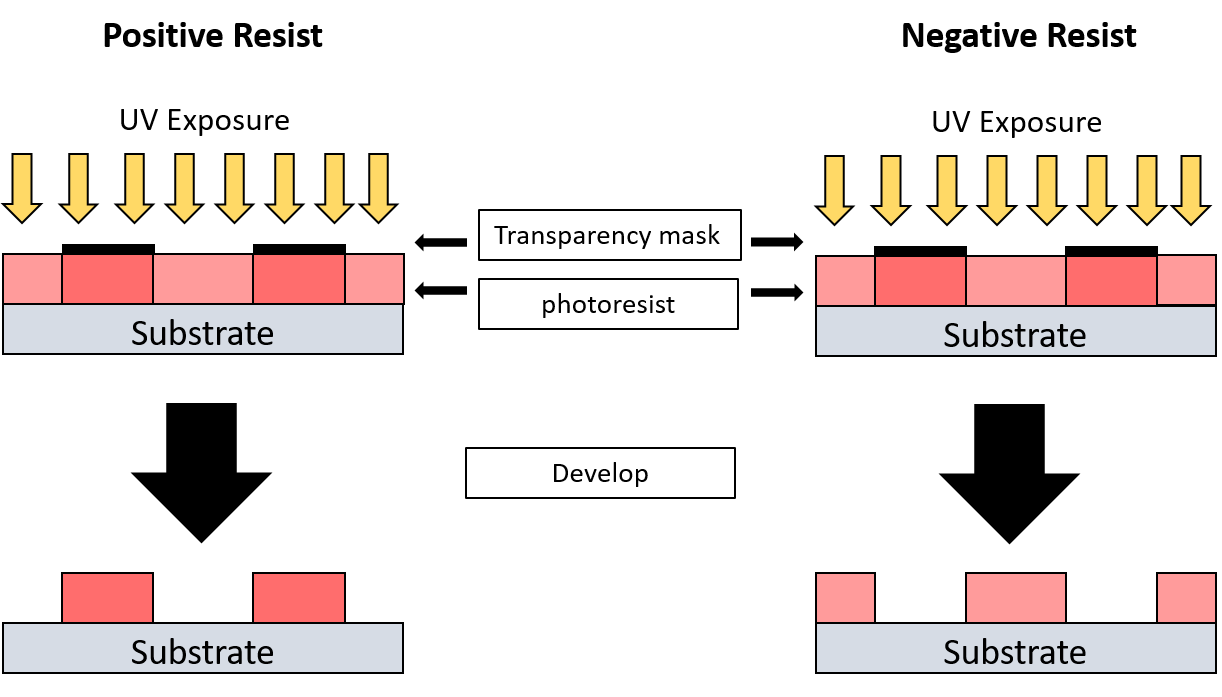 Positive Resist
Negative Resist
UV Exposure
UV Exposure
Transparency mask
photoresist
Substrate
Substrate
Develop
Substrate
Substrate